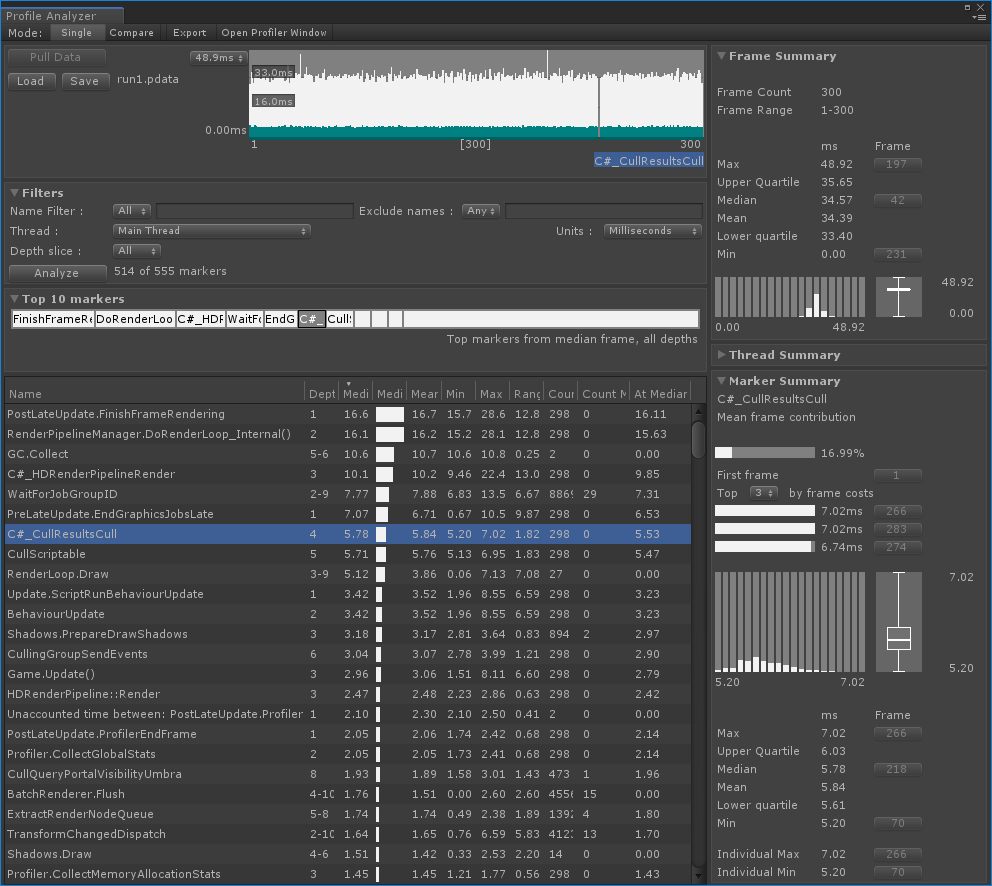 Profile Analyzer
Mode: Single Compare Export Open Profiler Window
Pull Data
Load Save run1.pdata
48.9ms
33.0ms
16.0ms
0.00ms
1 [300] 300
C#_CullResultsCull
Filters
Name Filter : All Exclude names : Any
Thread : Main Thread Units : Milliseconds
Depth slice : All
Analyze 514 of 555 markers
Top 10 markers
FinishFrameRe DoRenderLoo C#_HDR WaitFo EndG C#_ Cull
Top markers from median frame, all depths
Name Dept Medi Medi Mear Min Max Rang Cour Count M At Mediar
PostLateUpdate.FinishFrameRendering 1 16.6 16.7 15.7 28.6 12.8 298 0 16.11
RenderPipelineManager.DoRenderLoop_Internal() 2 16.1 16.2 15.2 28.1 12.8 298 0 15.63
GC.Collect 5-6 10.6 10.7 10.6 10.8 0.25 2 0 0.00
C#_HDRenderPipelineRender 3 10.1 10.2 9.46 22.4 13.0 298 0 9.85
WaitForJobGroupID 2-9 7.77 7.88 6.83 13.5 6.67 8869 29 7.31
PreLateUpdate.EndGraphicsJobsLate 1 7.07 6.71 0.67 10.5 9.87 298 0 6.53
C#_CullResultsCull 4 5.78 5.84 5.20 7.02 1.82 298 0 5.53
CullScriptable 5 5.71 5.76 5.13 6.95 1.83 298 0 5.47
RenderLoop.Draw 3-9 5.12 3.86 0.06 7.13 7.08 27 0 0.00
Update.ScriptRunBehaviourUpdate 1 3.42 3.52 1.96 8.55 6.59 298 0 3.23
BehaviourUpdate 2 3.42 3.52 1.96 8.55 6.59 298 0 3.23
Shadows.PrepareDrawShadows 3 3.18 3.17 2.81 3.64 0.83 894 2 2.97
CullingGroupSendEvents 6 3.04 3.07 2.78 3.99 1.21 298 0 2.90
Game.Update() 3 2.96 3.06 1.51 8.11 6.60 298 0 2.79
HDRenderPipeline::Render 3 2.47 2.48 2.23 2.86 0.63 298 0 2.42
Unaccounted time between: PostLateUpdate.Profiler 1 2.10 2.30 2.10 2.50 0.41 2 0 0.00
PostLateUpdate.ProfilerEndFrame 1 2.05 2.06 1.74 2.42 0.68 298 0 2.14
Profiler.CollectGlobalStats 2 2.05 2.05 1.73 2.41 0.68 298 0 2.14
CullQueryPortalVisibilityUmbra 8 1.93 1.89 1.58 3.01 1.43 473 1 1.96
BatchRenderer.Flush 4-10 1.76 1.51 0.00 2.60 2.60 4556 15 0.00
ExtractRenderNodeQueue 5-8 1.74 1.74 0.49 2.38 1.89 1392 4 1.80
TransformChangedDispatch 2-10 1.64 1.65 0.76 6.59 5.83 4123 13 1.70
Shadows.Draw 4-6 1.51 1.42 0.33 2.53 2.20 14 0 0.00
Profiler.CollectMemoryAllocationStats 3 1.45 1.45 1.21 1.77 0.56 298 0 1.43
Frame Summary
Frame Count 300
Frame Range 1-300
ms Frame
Max 48.92 197
Upper Quartile 35.65
Median 34.57 42
Mean 34.39
Lower quartile 33.40
Min 0.00 231
48.92
0.00
0.00 48.92
Thread Summary
Marker Summary
C#_CullResultsCull
Mean frame contribution
16.99%
First frame 1
Top 3 by frame costs
7.02ms 266
7.02ms 283
6.74ms 274
7.02
5.20
5.20 7.02
ms Frame
Max 7.02 266
Upper Quartile 6.03
Median 5.78 218
Mean 5.84
Lower quartile 5.61
Min 5.20 70
Individual Max 7.02 266
Individual Min 5.20 70